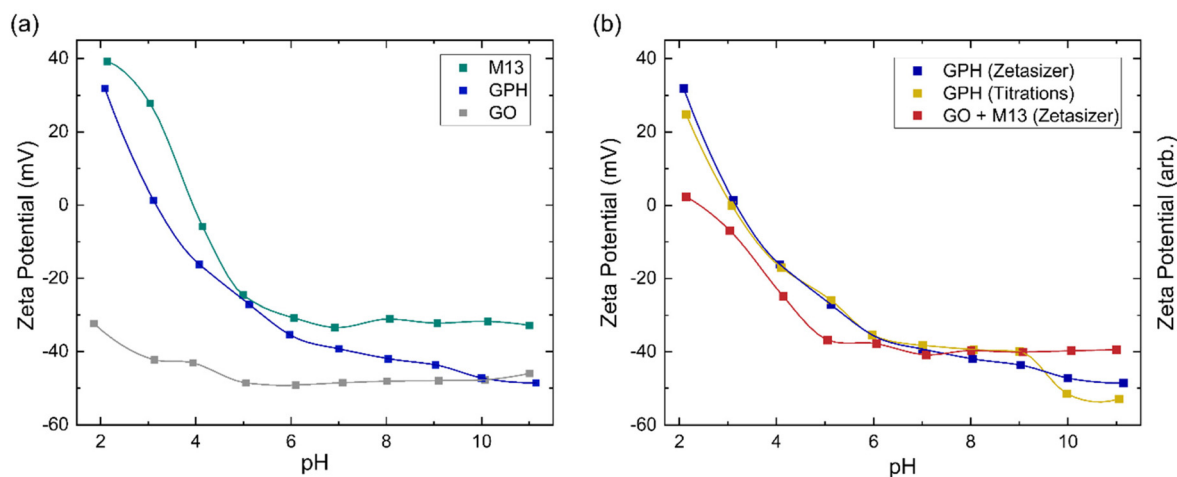 (a)
40
20
0
-20
-40
-60
Zeta Potential (mV)
2
4
6
8
10
pH
M13
GPH
GO
(b)
40
20
0
-20
-40
-60
Zeta Potential (mV)
2
4
6
8
10
pH
GPH (Zetasizer)
GPH (Titrations)
GO + M13 (Zetasizer)
Zeta Potential (arb.)